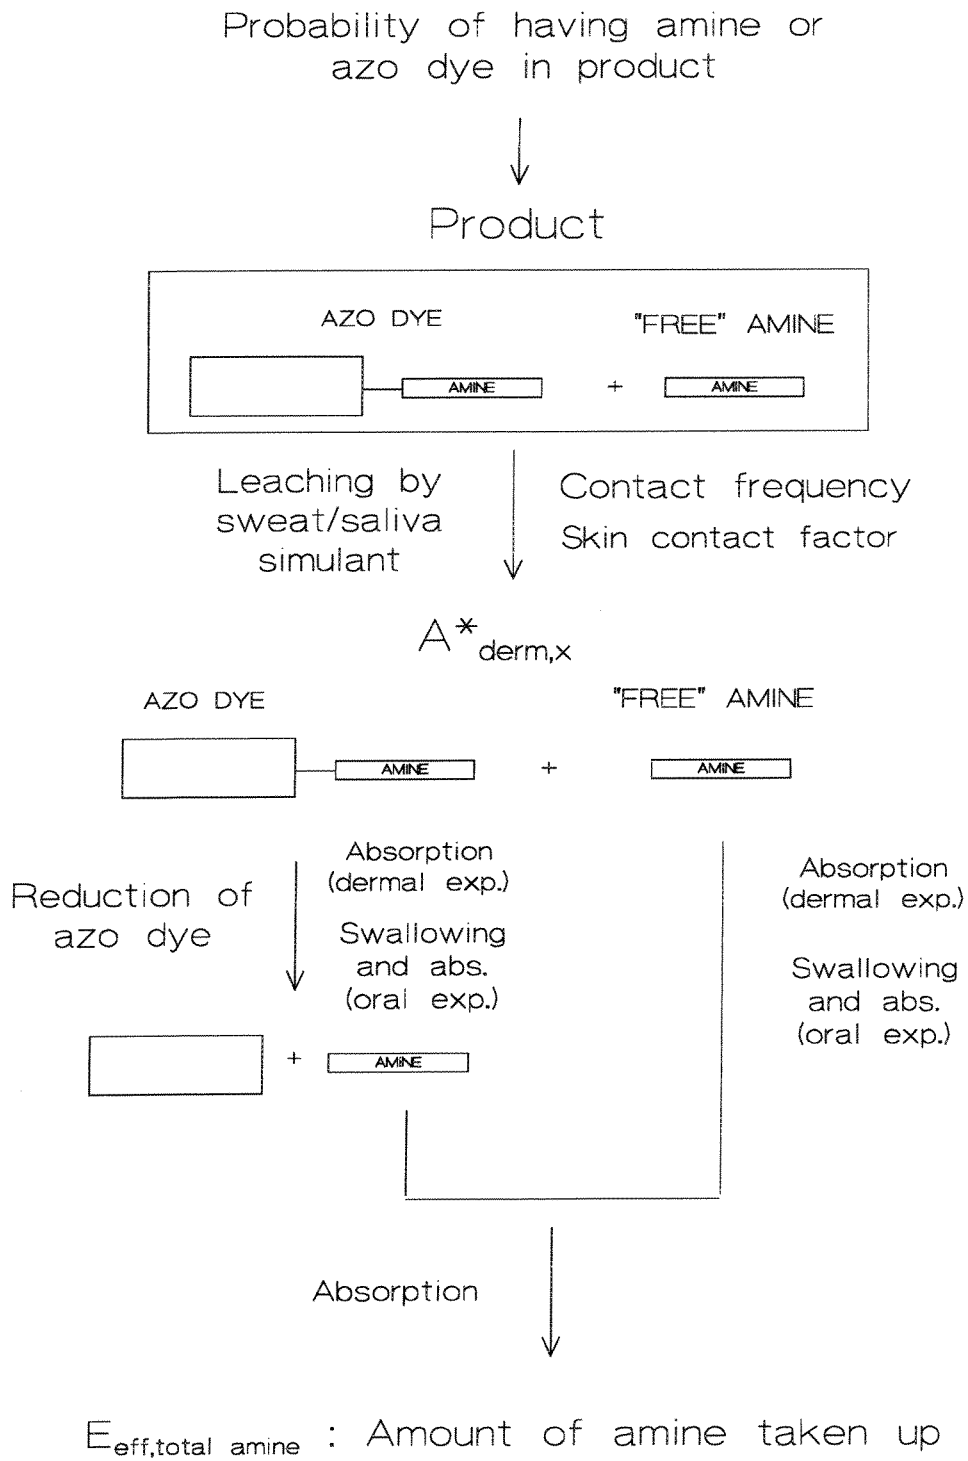 Probability of having amine or
azo dye in product
Product
AZO DYE
"FREE" AMINE
AMINE
+
AMINE
Leaching by
sweat/saliva
simulant
Contact frequency
Skin contact factor
A*derm,x
AZO DYE
"FREE" AMINE
AMINE
+
AMINE
Reduction of
azo dye
Absorption
(dermal exp.)
Swallowing
and abs.
(oral exp.)
Absorption
(dermal exp.)
Swallowing
and abs.
(oral exp.)
+
AMINE
Absorption
Eeff,total amine : Amount of amine taken up